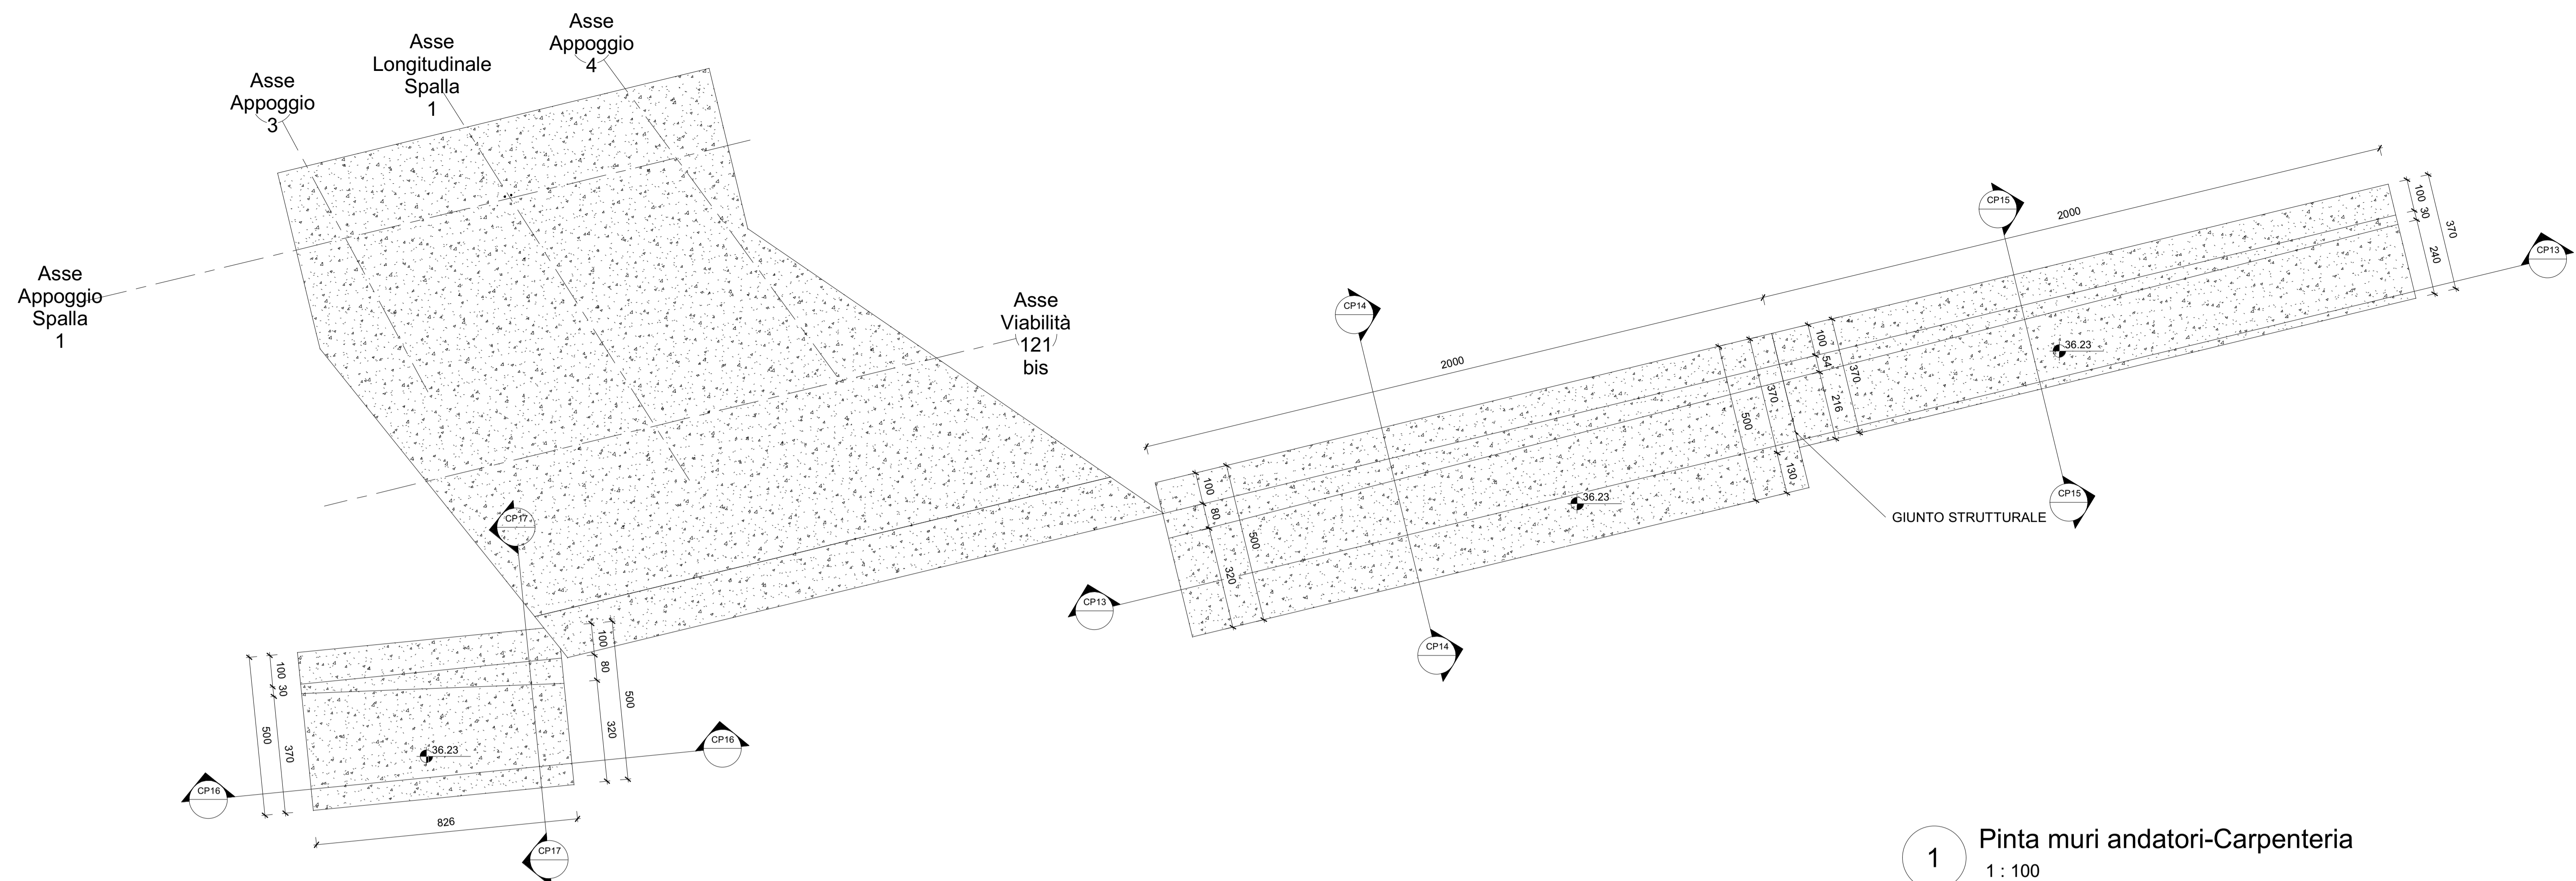 Asse
Appoggio
4
Asse
Longitudinale
Spalla
1
Asse
Appoggio
3
Asse
Appoggio
Spalla
1
Asse
Viabilità
121
bis
CP15
2000
100
30
370
240
CP13
CP14
2000
36.23
100
54
370
216
370
500
130
36.23
CP15
GIUNTO STRUTTURALE
100
80
500
320
CP13
CP14
CP17
100
80
500
320
100
30
500
370
36.23
CP16
CP16
826
CP17
1
Pinta muri andatori-Carpenteria
1 : 100